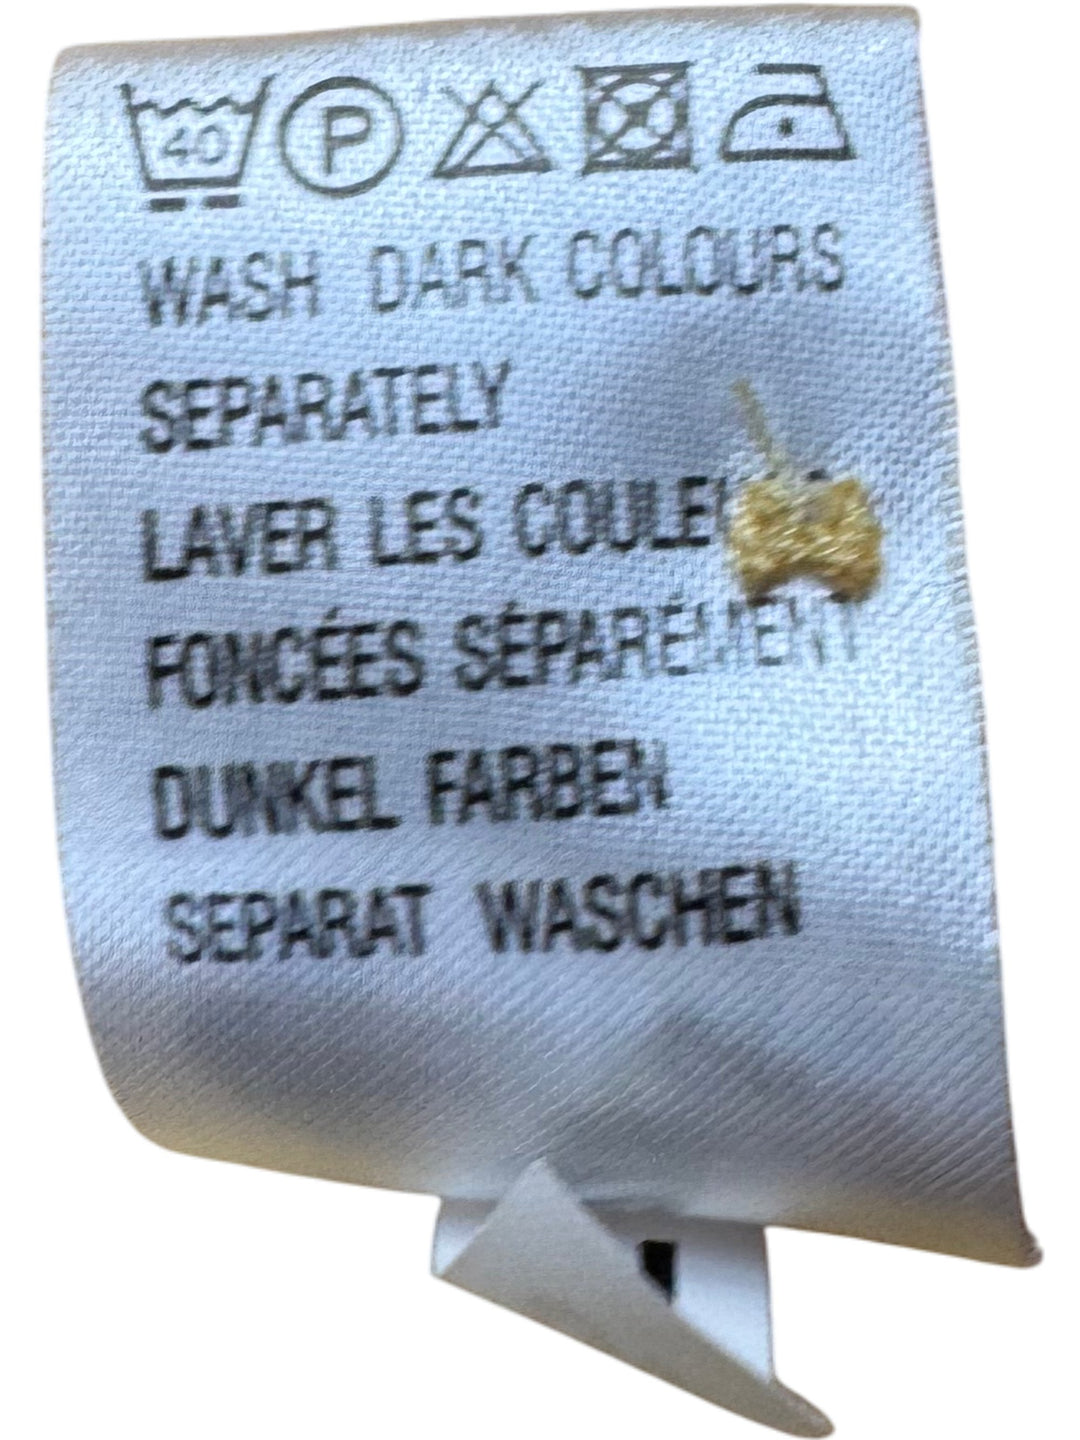 40 P
WASH DARK COLOURS
SEPARATELY
LAVER LES
FONCÉES SÉPARÉMENT
DUNKEL FARBEN
SEPARAT WASCHEN